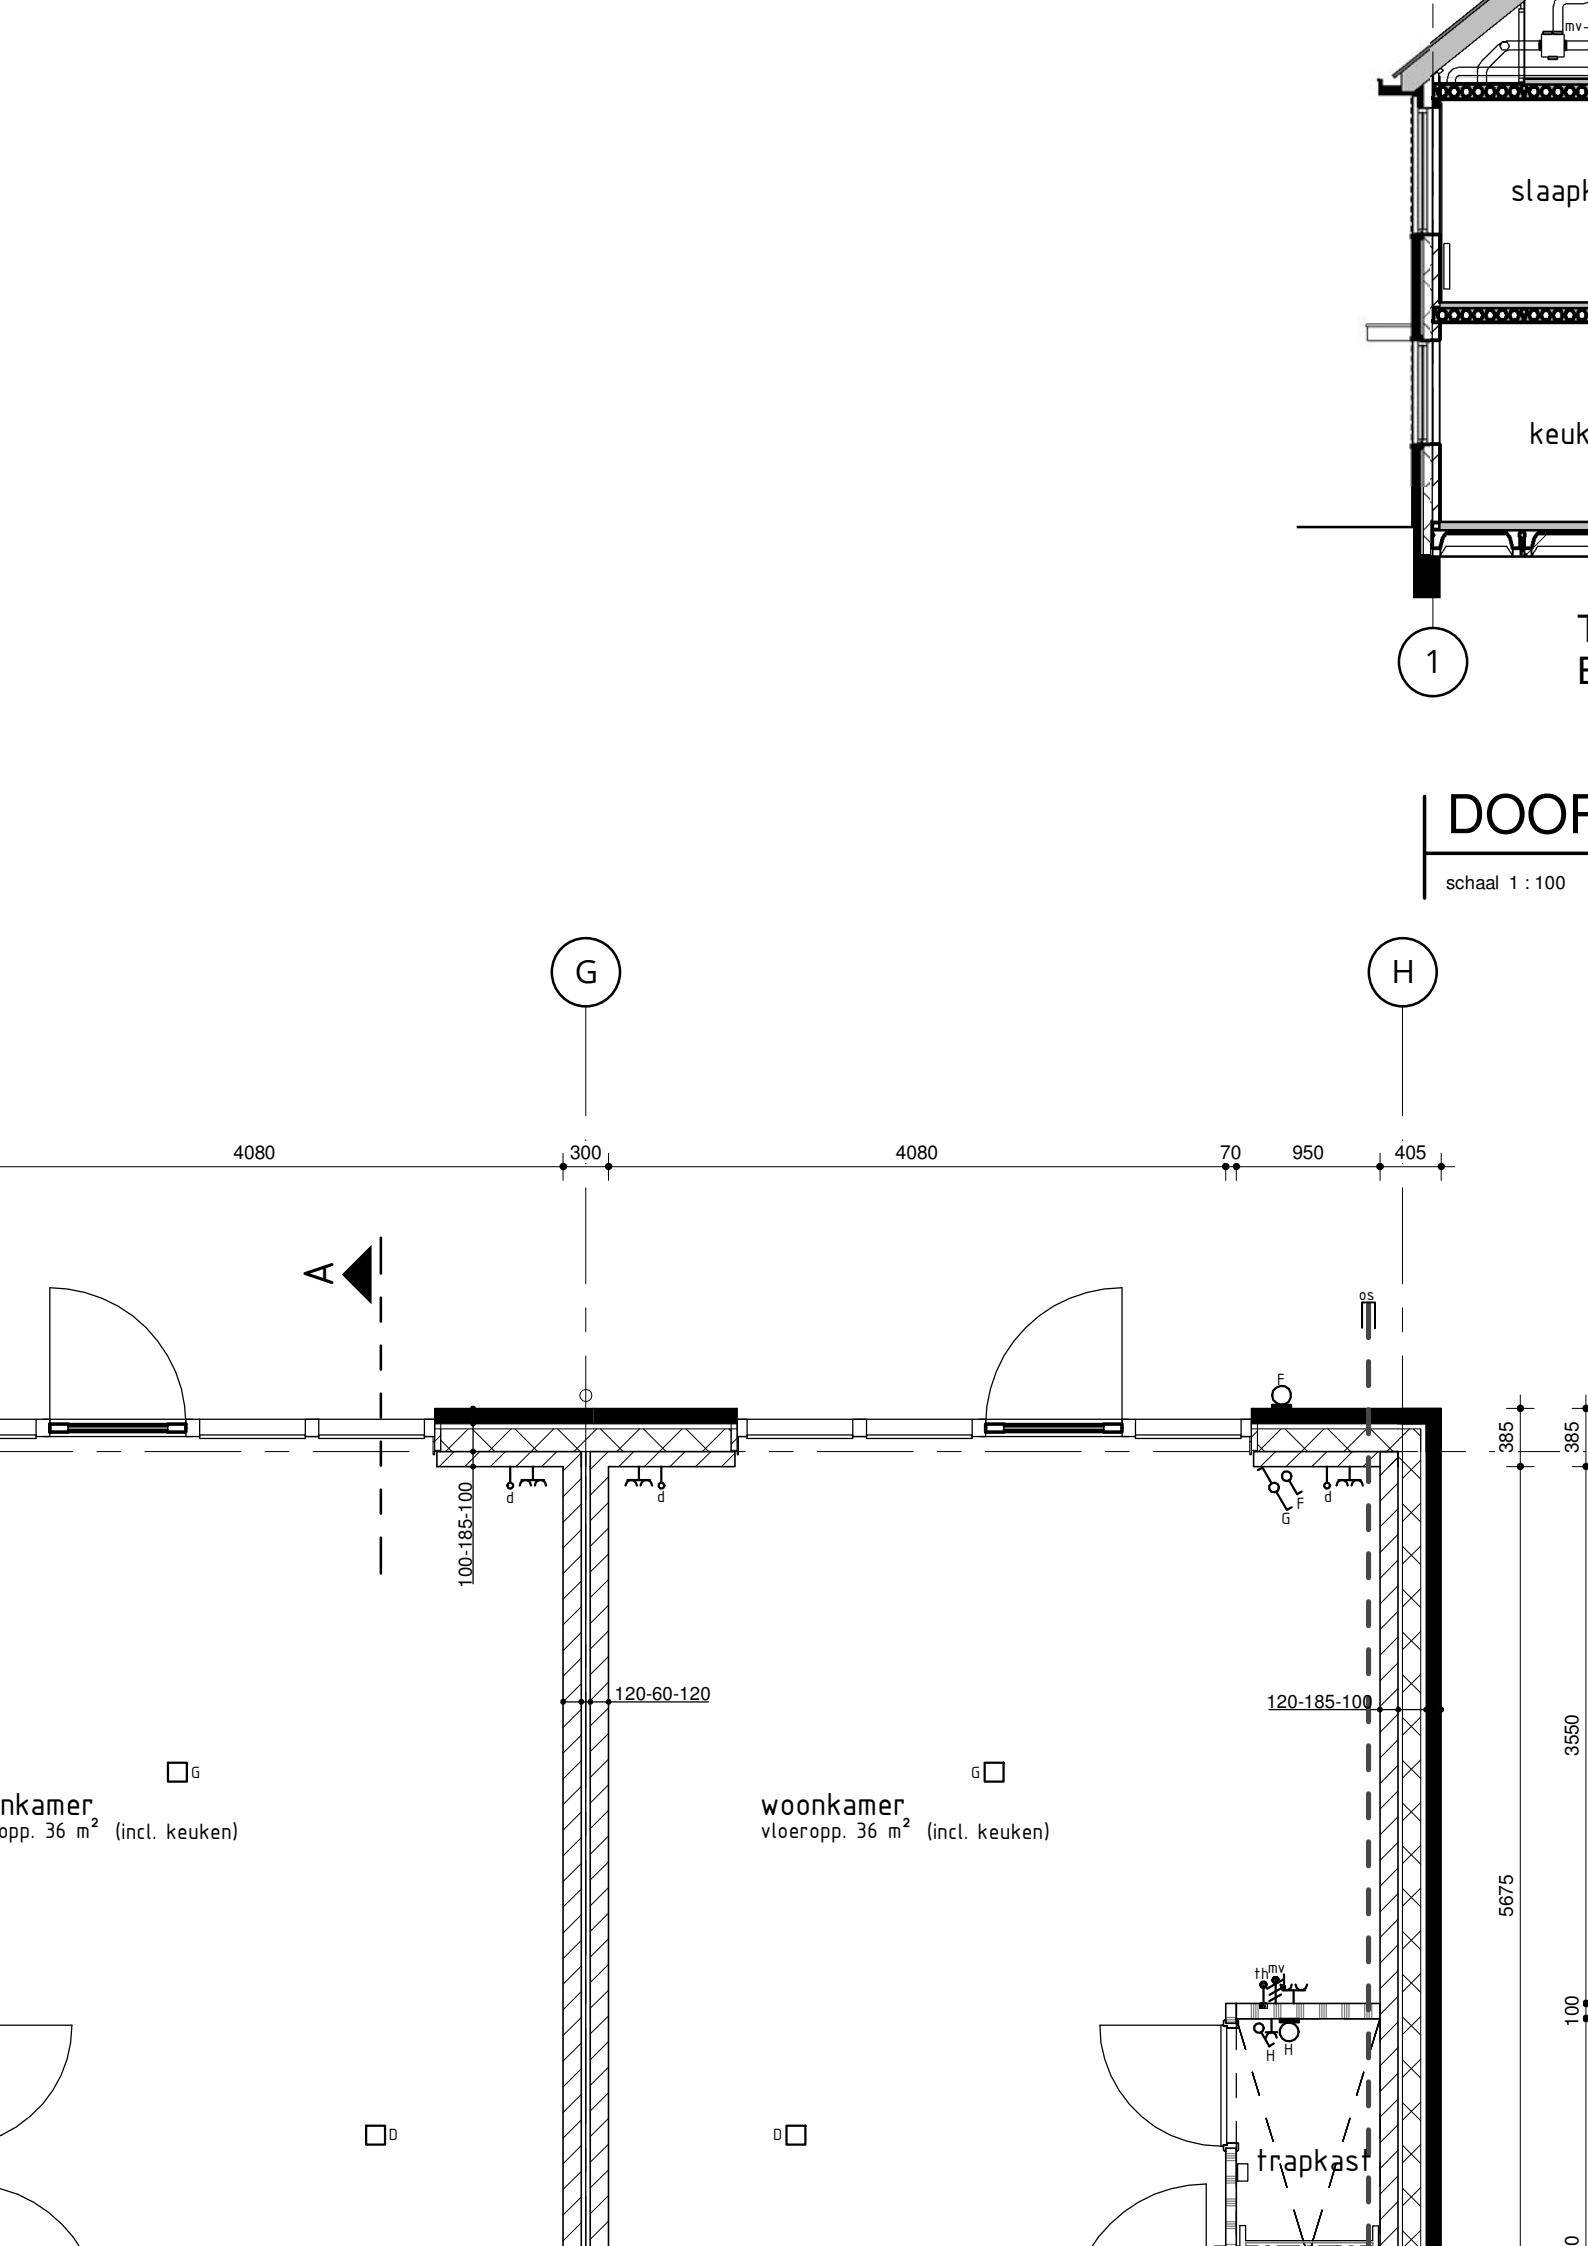 mv-
slaapk
keuk
1
DOOR
schaal 1 : 100
G
H
4080
300
4080
70
950
405
A
os
F
385
385
d
d
F
G
d
100-185-100
120-60-120
120-185-100
3550
G
G
nkamer
woonkamer
opp. 36 m² (incl. keuken)
vloeropp. 36 m² (incl. keuken)
5675
th
mv
100
H
H
D
D
trapkast
0